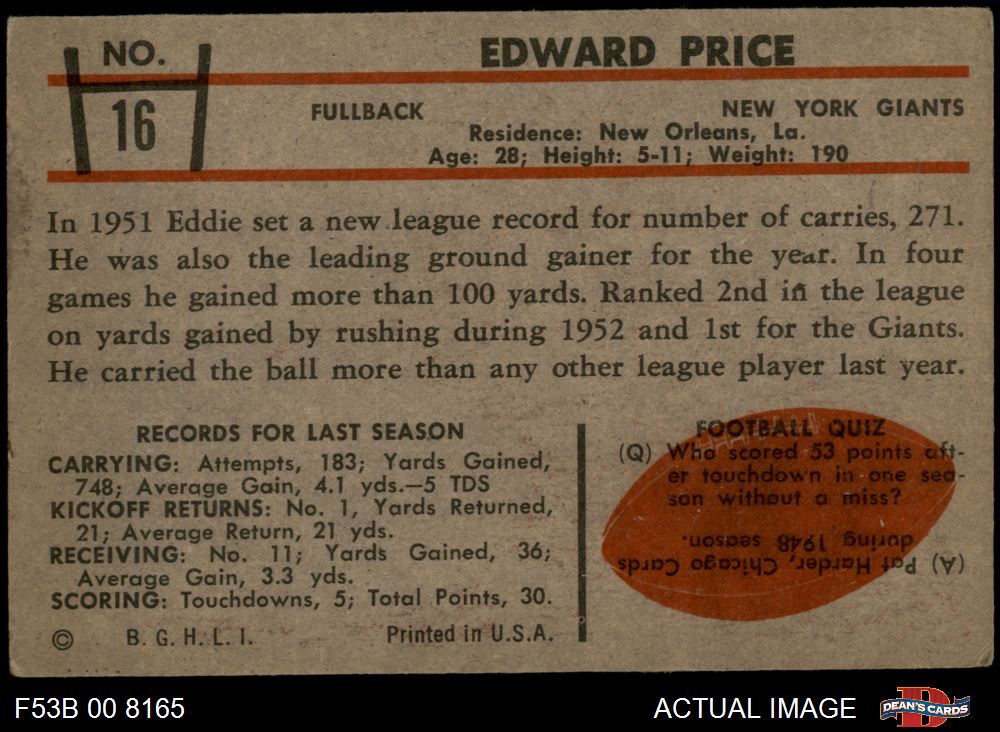 NO.
16
EDWARD PRICE
FULLBACK NEW YORK GIANTS
Residence: New Orleans, La.
Age: 28; Height: 5-11; Weight: 190
In 1951 Eddie set a new league record for number of carries, 271.
He was also the leading ground gainer for the year. In four
games he gained more than 100 yards. Ranked 2nd in the league
on yards gained by rushing during 1952 and 1st for the Giants.
He carried the ball more than any other league player last year.
RECORDS FOR LAST SEASON
CARRYING: Attempts, 183; Yards Gained,
748; Average Gain, 4.1 yds.—5 TDS
KICKOFF RETURNS: No. 1, Yards Returned,
21; Average Return, 21 yds.
RECEIVING: No. 11; Yards Gained, 36;
Average Gain, 3.3 yds.
SCORING: Touchdowns, 5; Total Points, 30.
© B. G. H. L. I. Printed in U.S.A.
FOOTBALL QUIZ
(Q) Who scored 53 points aft-
er touchdown in one sea-
son without a miss?
(A) Pat Harder, Chicago Cards
during 1948 season.
F53B 00 8165
ACTUAL IMAGE
D
DEAN'S CARDS